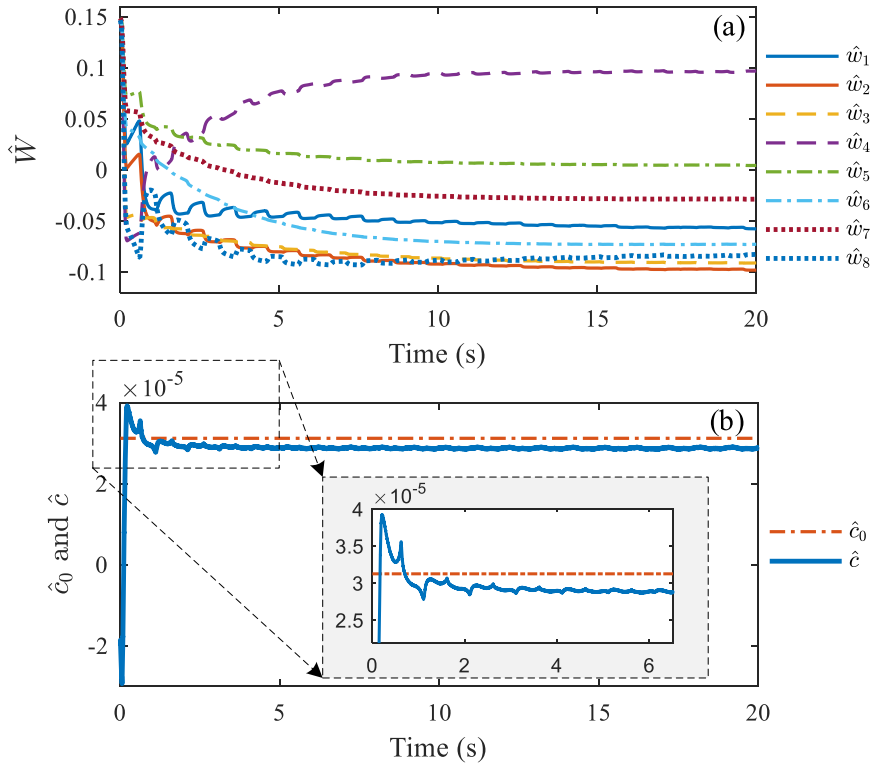 (a)
0.15
0.1
0.05
0
-0.05
-0.1
Ŵ
0 5 10 15 20
Time (s)
ŵ₁
ŵ₂
ŵ₃
ŵ₄
ŵ₅
ŵ₆
ŵ₇
ŵ₈
×10⁻⁵
(b)
4
2
0
-2
ĉ₀ and ĉ
×10⁻⁵
4
3.5
3
2.5
0 2 4 6
0 5 10 15 20
Time (s)
ĉ₀
ĉ